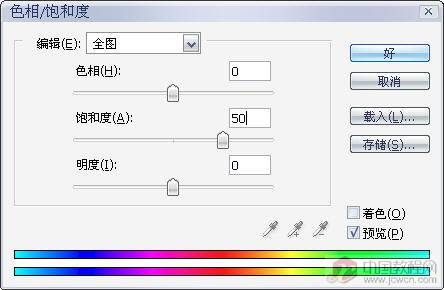 色相/饱和度
编辑(E): 全图
好
色相(H): 0
取消
饱和度(A): 50
载入(L)...
存储(S)...
明度(I): 0
着色(O)
预览(P)
中国教程网
www.jcwcn.com